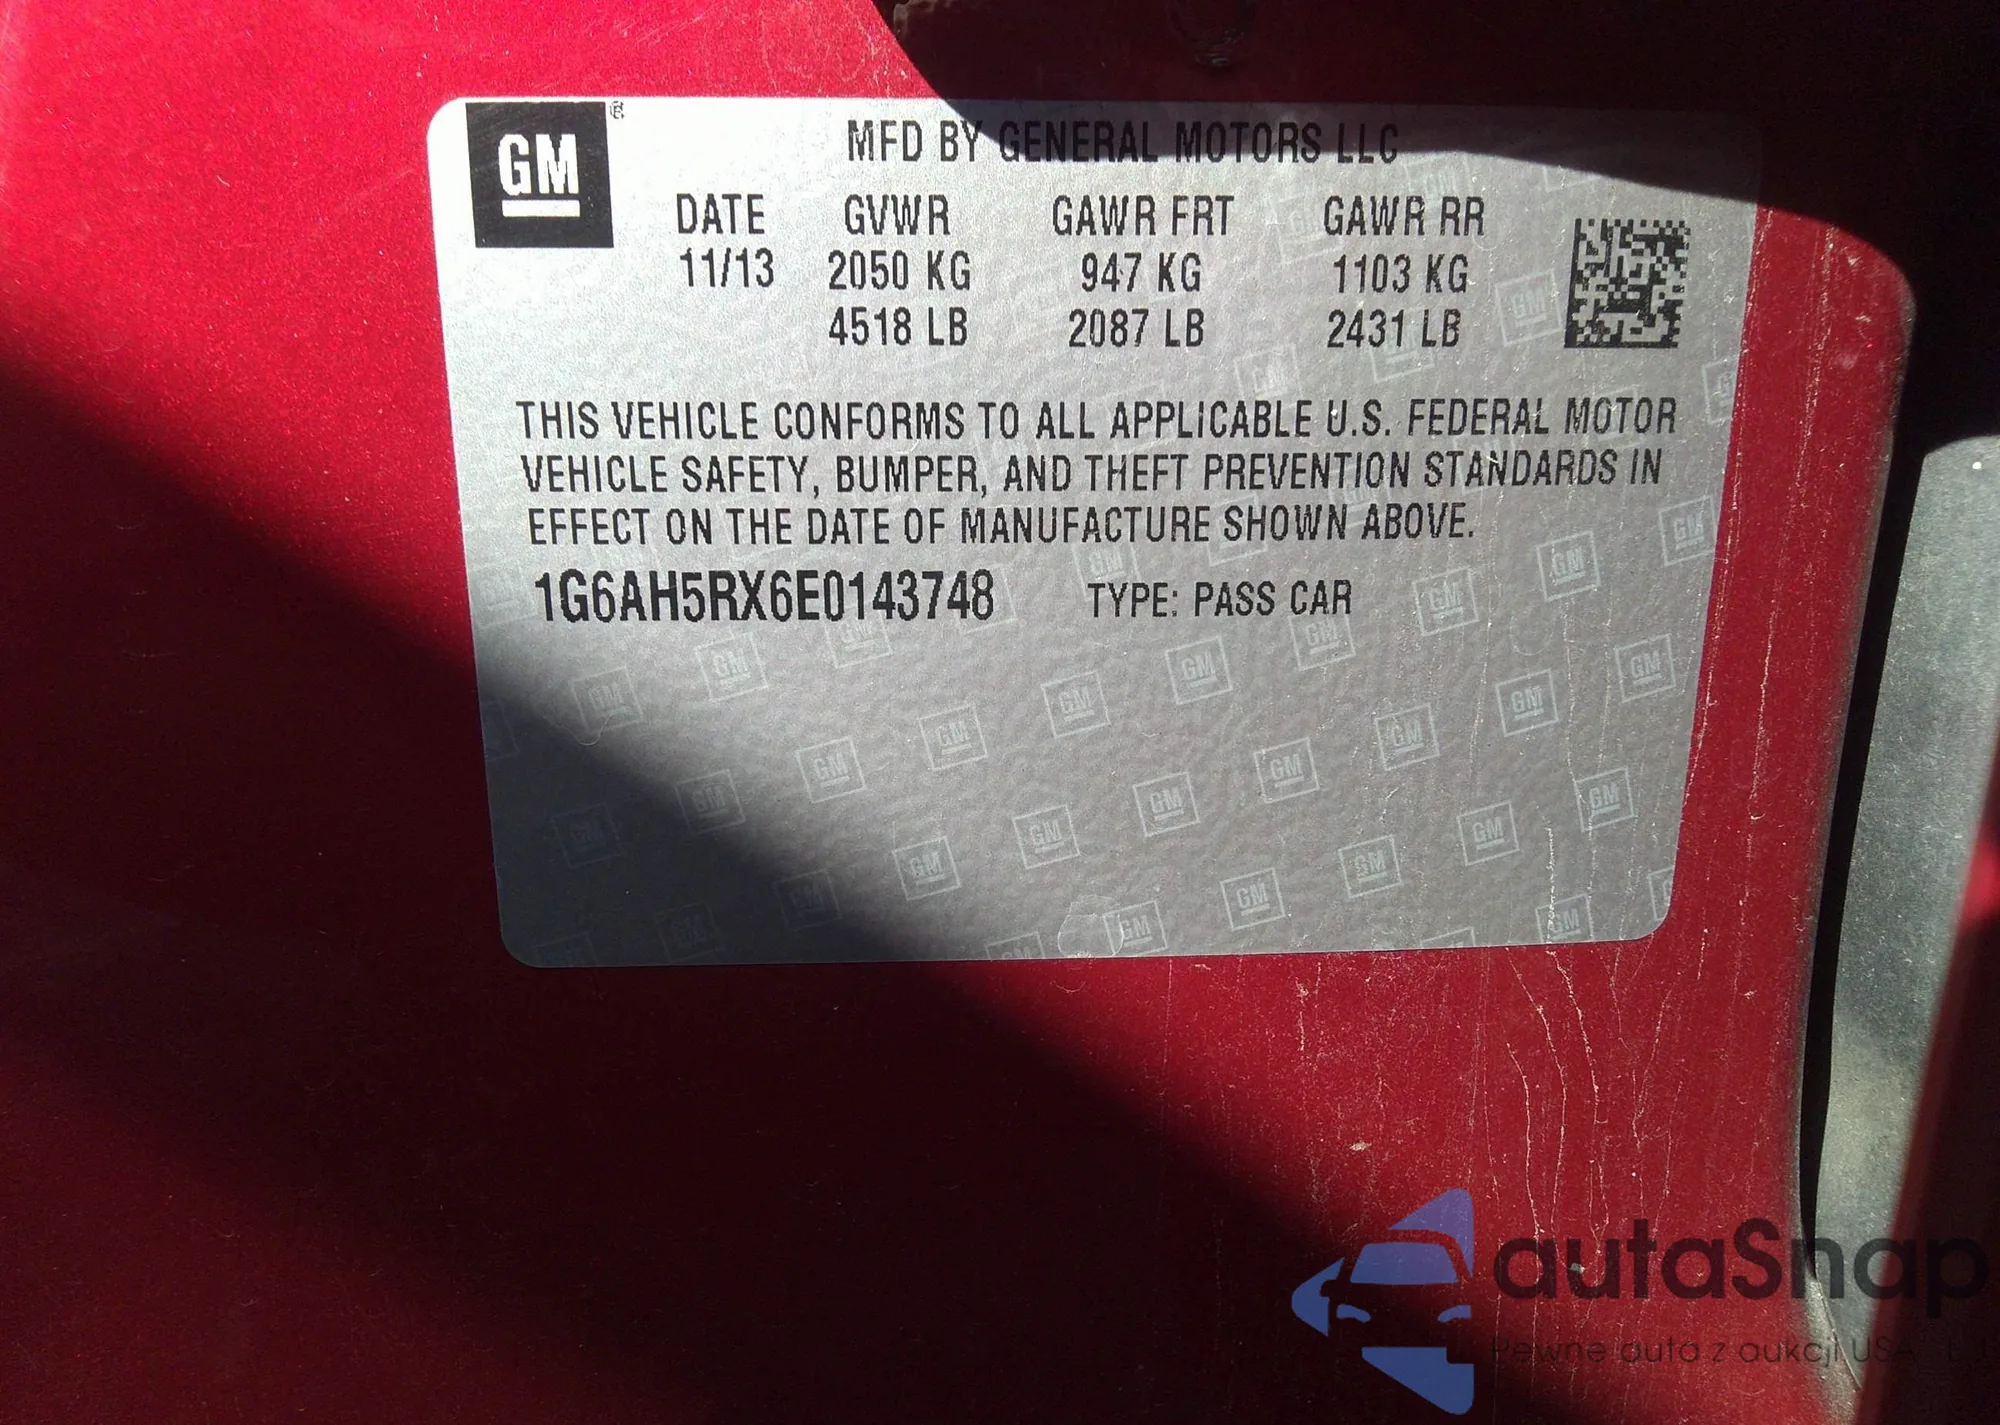 GM ®
MFD BY GENERAL MOTORS LLC
DATE GVWR GAWR FRT GAWR RR
11/13 2050 KG 947 KG 1103 KG
4518 LB 2087 LB 2431 LB
THIS VEHICLE CONFORMS TO ALL APPLICABLE U.S. FEDERAL MOTOR
VEHICLE SAFETY, BUMPER, AND THEFT PREVENTION STANDARDS IN
EFFECT ON THE DATE OF MANUFACTURE SHOWN ABOVE.
1G6AH5RX6E0143748 TYPE: PASS CAR
autaSnap
Pewne auta z aukcji USA